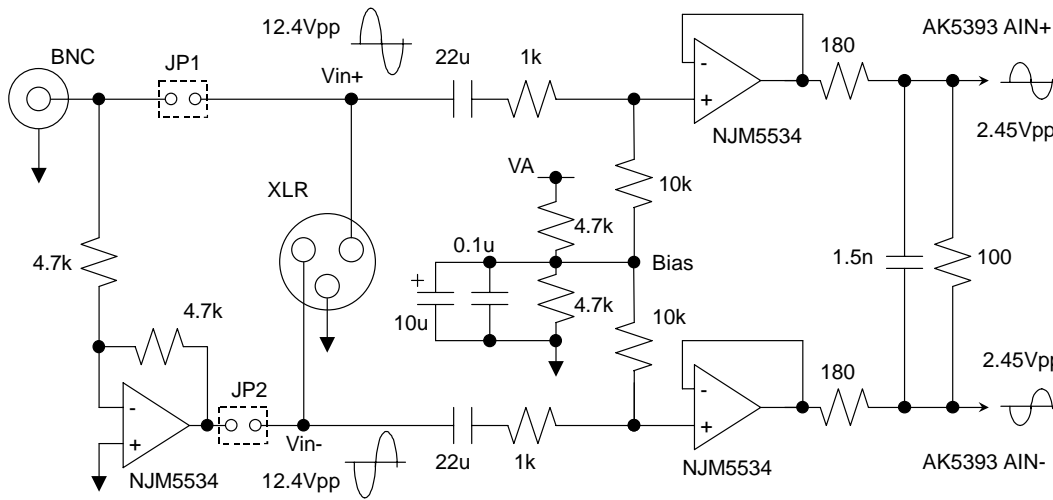 12.4Vpp
BNC
JP1
Vin+
22u
1k
-
+
NJM5534
180
AK5393 AIN+
2.45Vpp
VA
10k
XLR
4.7k
4.7k
0.1u
Bias
1.5n
100
+
10u
4.7k
10k
4.7k
JP2
-
+
NJM5534
Vin-
12.4Vpp
22u
1k
-
+
NJM5534
180
2.45Vpp
AK5393 AIN-